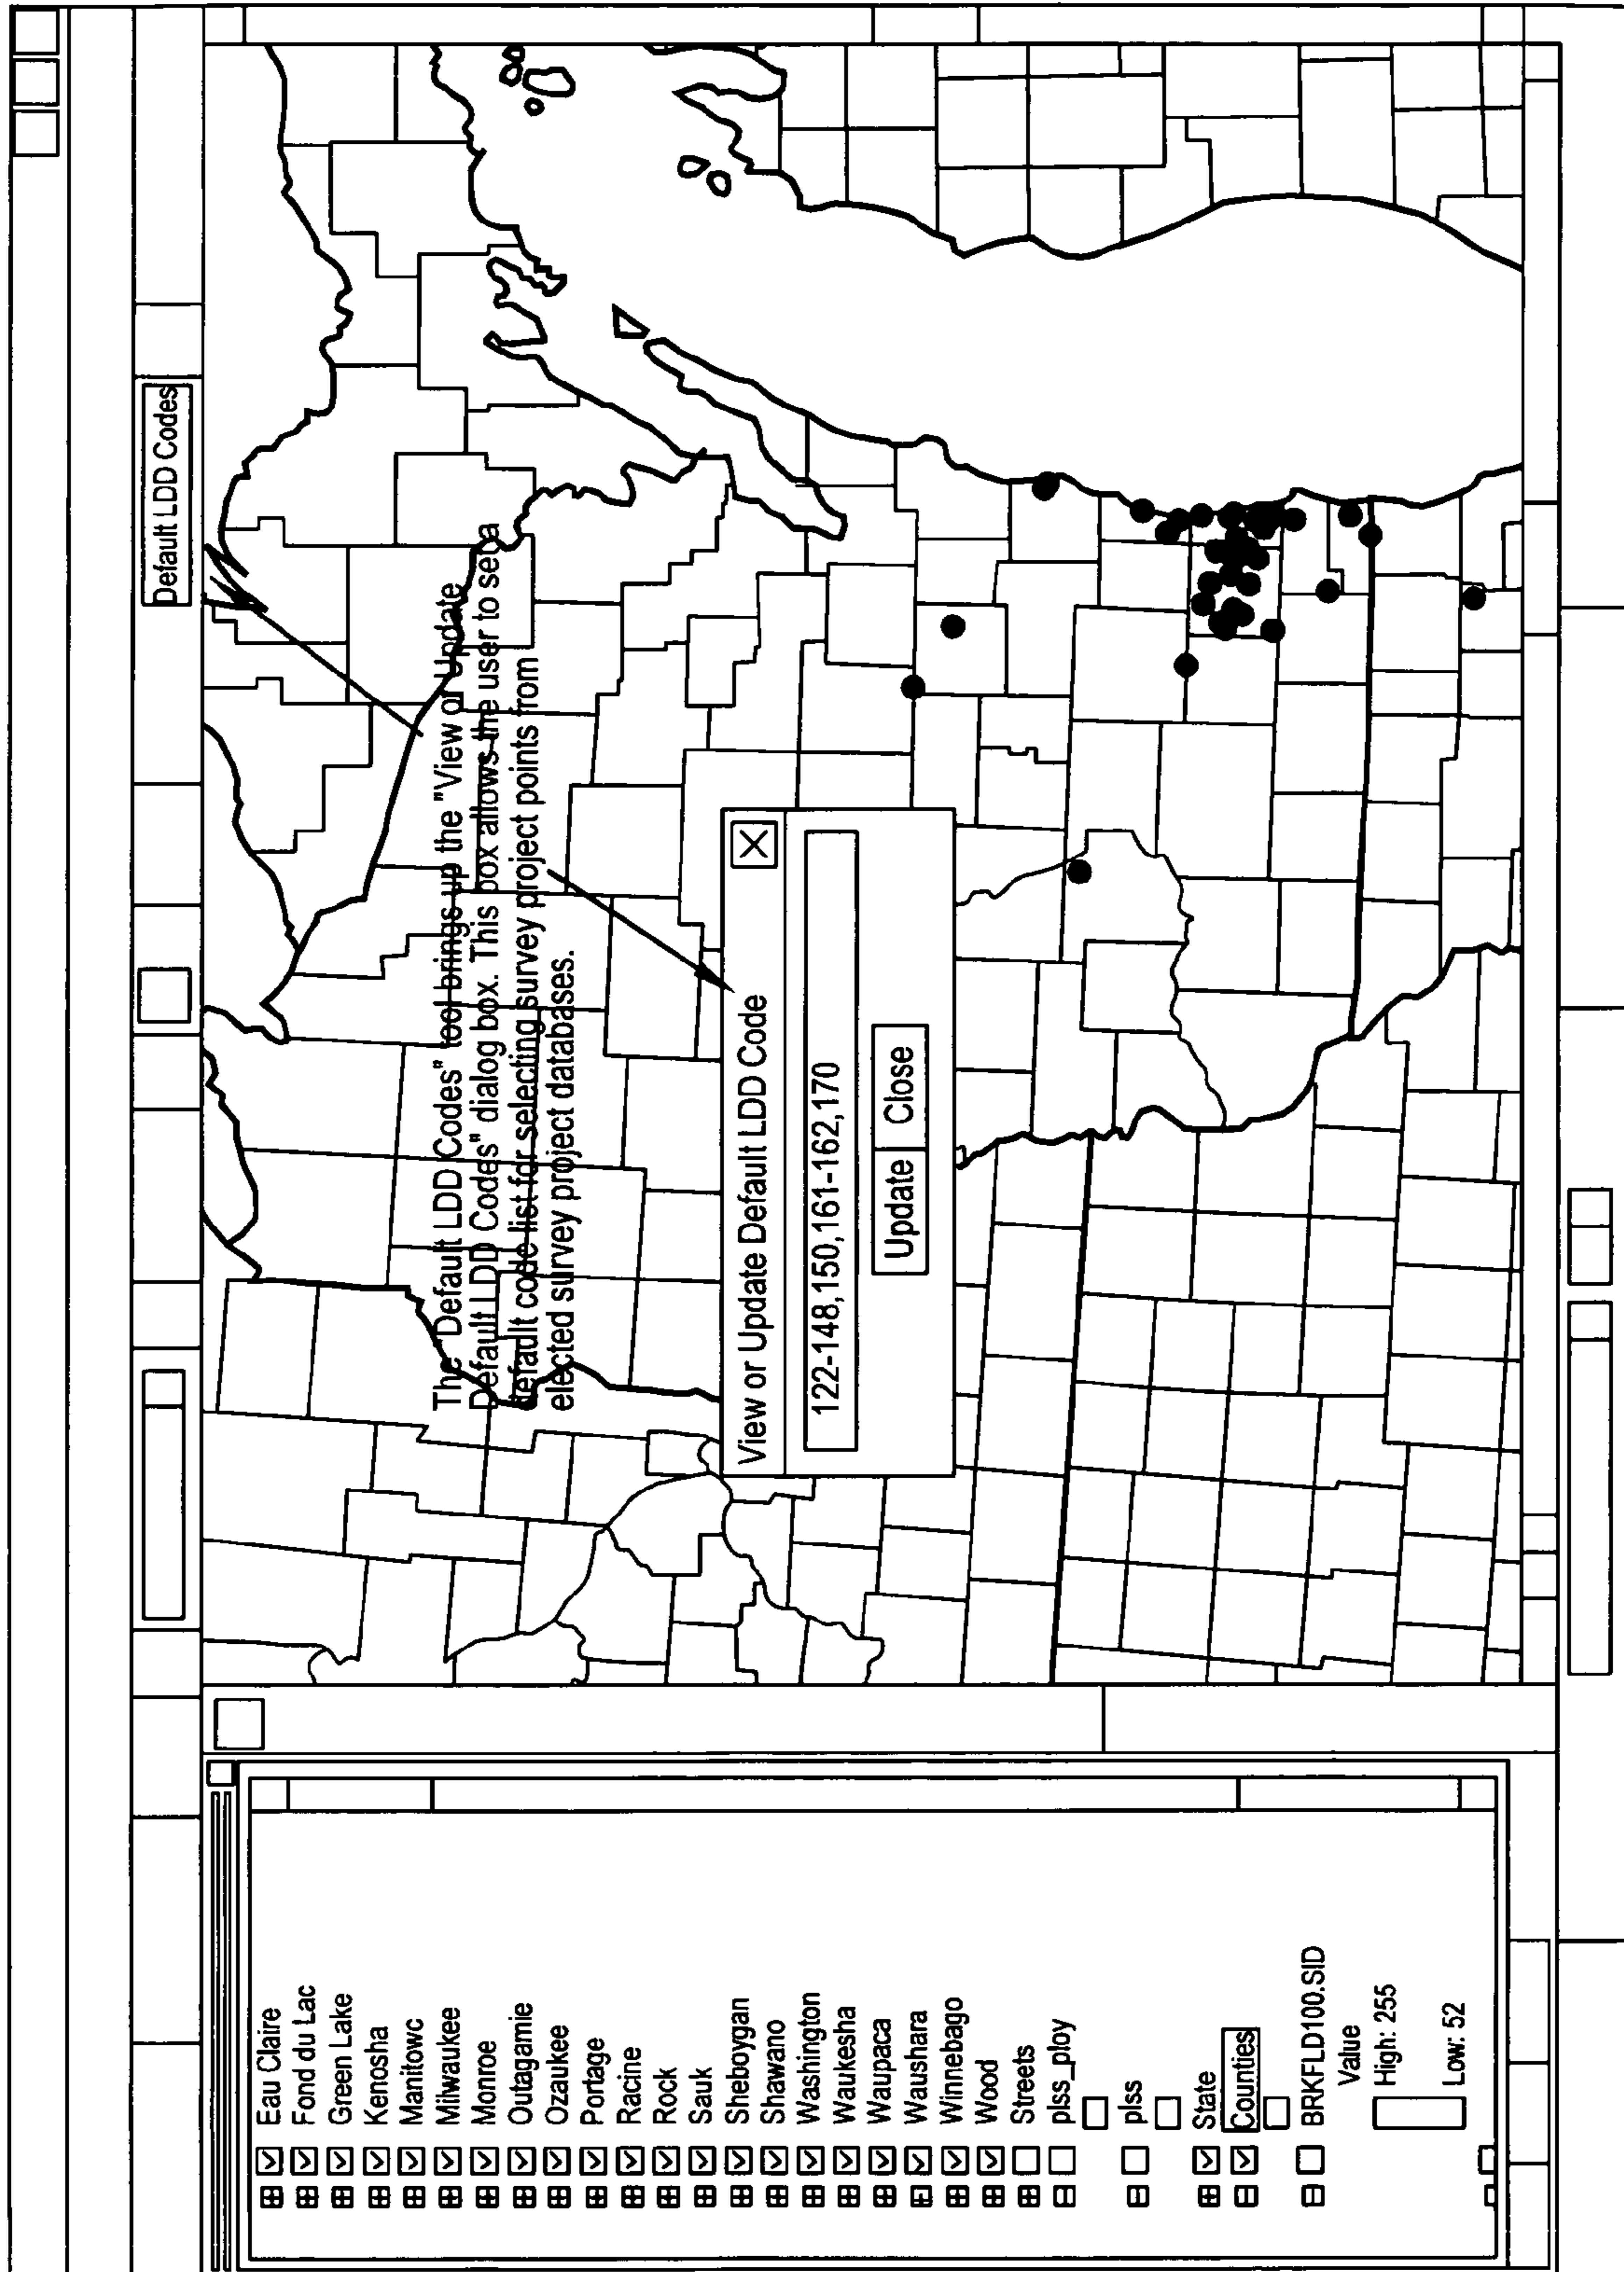 Default LDD Codes
Eau Claire
Fond du Lac
Green Lake
Kenosha
Manitowc
Milwaukee
Monroe
Outagamie
Ozaukee
Portage
Racine
Rock
Sauk
Sheboygan
Shawano
Washington
Waukesha
Waupaca
Waushara
Winnebago
Wood
Streets
plss_ploy
plss
State
Counties
BRKFLD100.SID
Value
High: 255
Low: 52
The "Default LDD Codes" tool brings up the "View or Update
Default LDD Codes" dialog box. This box allows the user to seta
default code list for selecting survey project points from
elected survey project databases.
View or Update Default LDD Code
122-148,150,161-162,170
Update Close